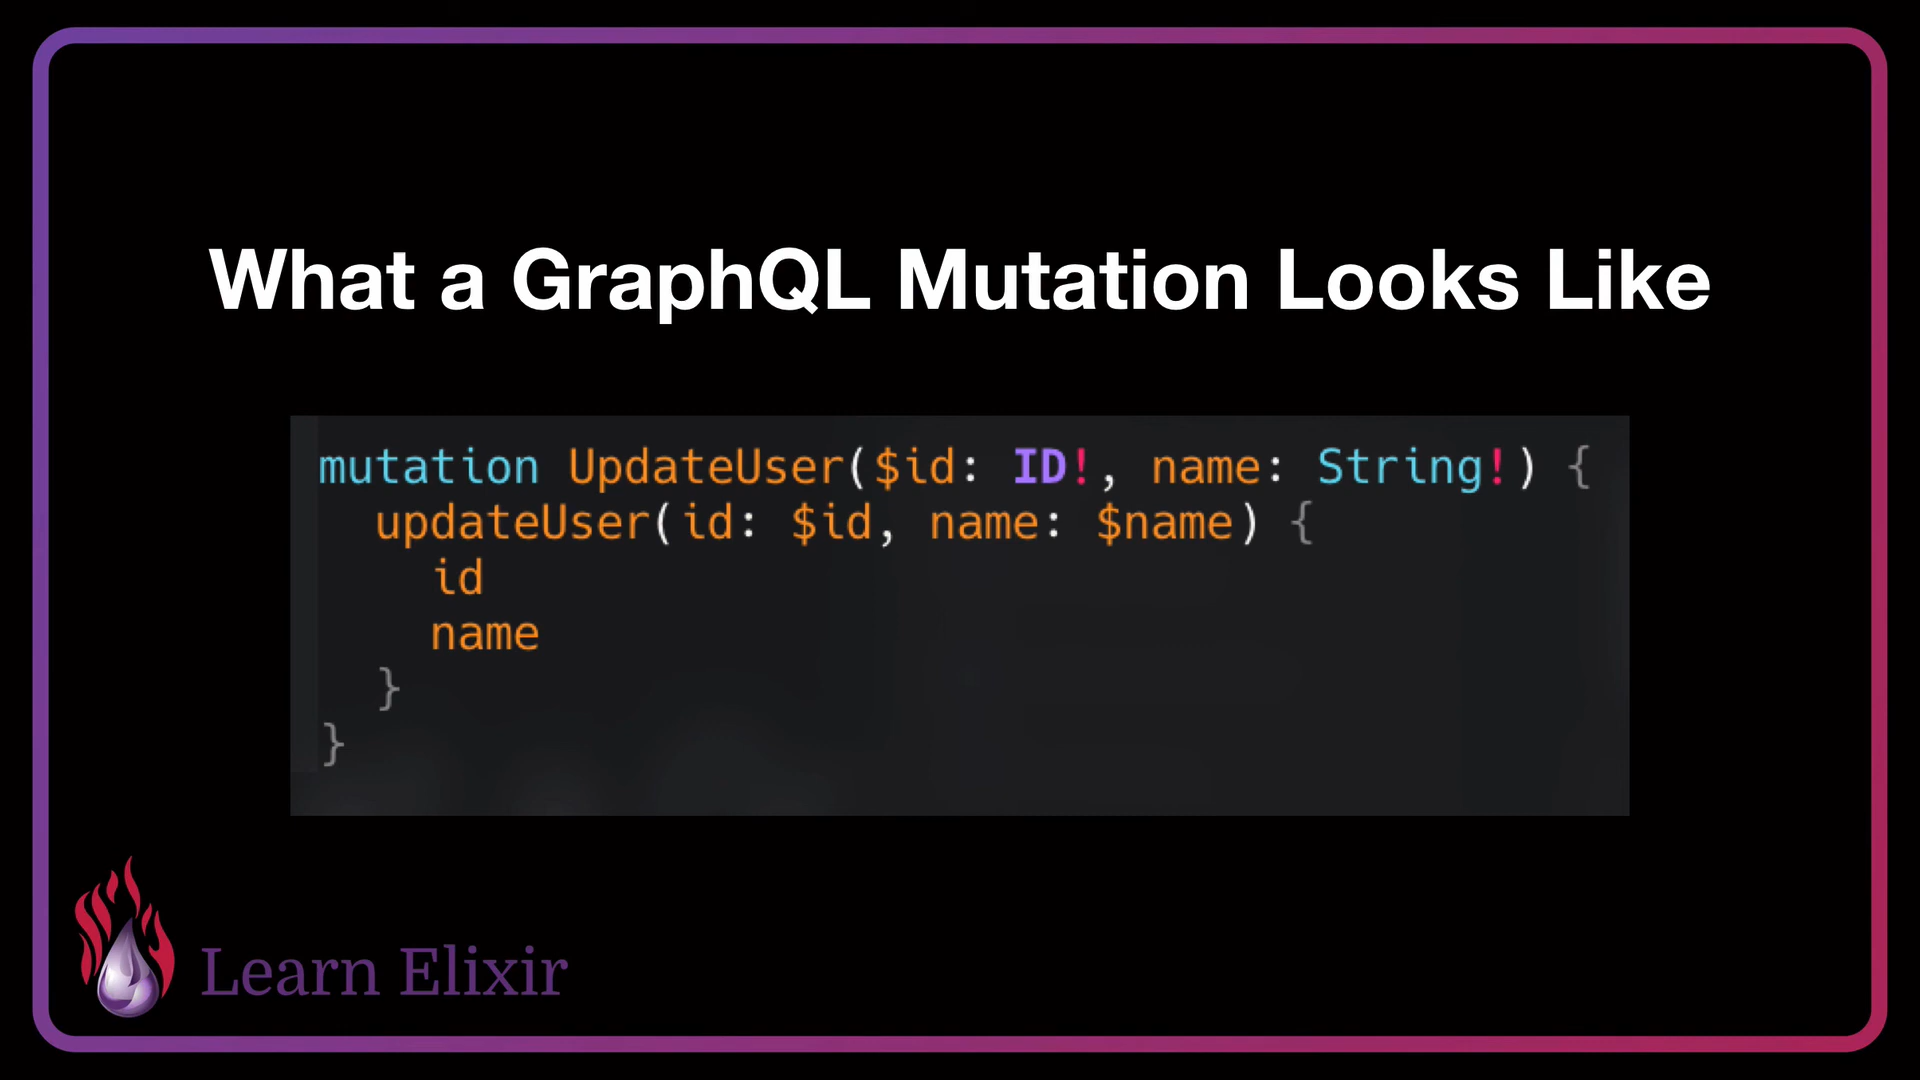 What a GraphQL Mutation Looks Like
mutation UpdateUser($id: ID!, name: String!) {
  updateUser(id: $id, name: $name) {
    id
    name
  }
}
Learn Elixir